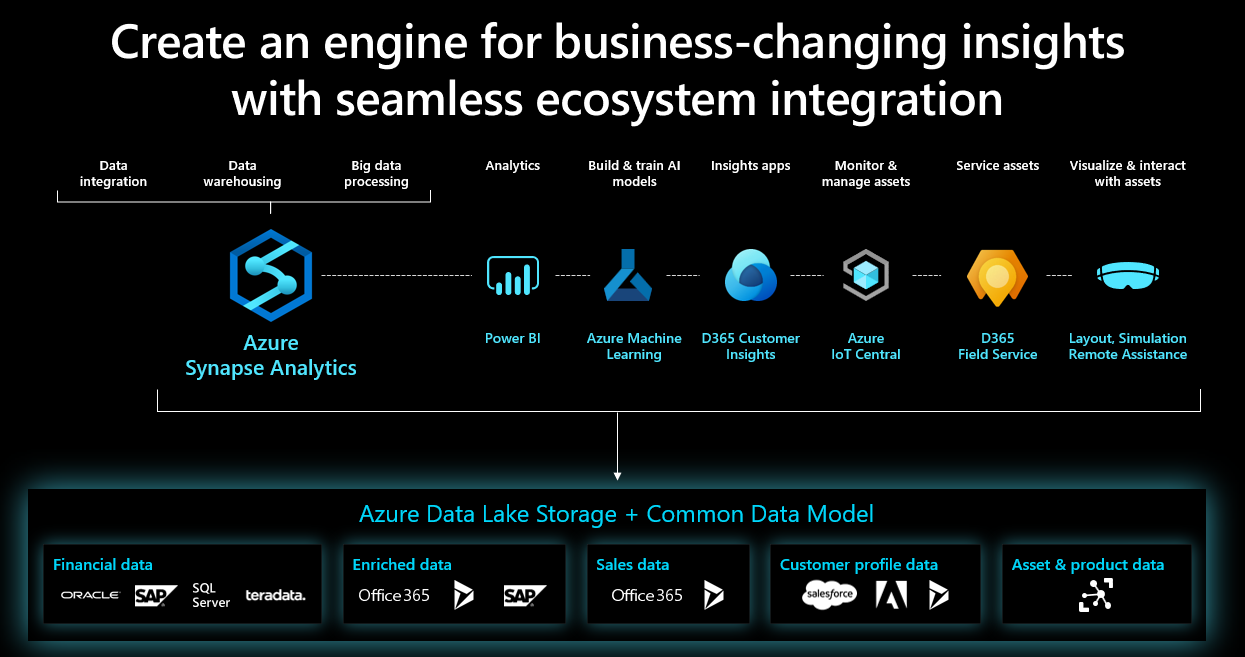 Create an engine for business-changing insights
with seamless ecosystem integration
Data
integration
Data
warehousing
Big data
processing
Analytics
Build & train AI
models
Insights apps
Monitor &
manage assets
Service assets
Visualize & interact
with assets
Azure
Synapse Analytics
Power BI
Azure Machine
Learning
D365 Customer
Insights
Azure
IoT Central
D365
Field Service
Layout, Simulation
Remote Assistance
Azure Data Lake Storage + Common Data Model
Financial data
ORACLE
SAP
SQL
Server
teradata.
Enriched data
Office 365
SAP
Sales data
Office 365
Customer profile data
salesforce
Asset & product data